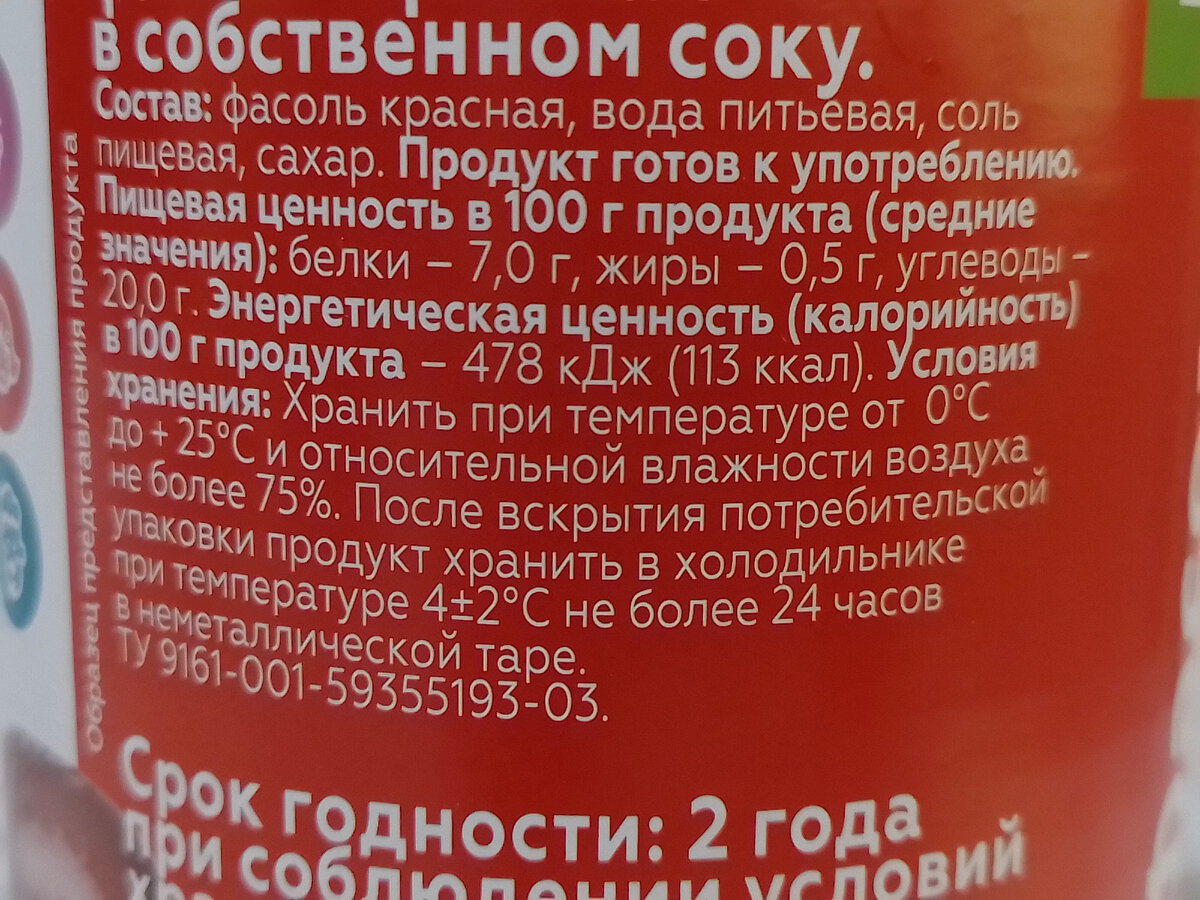 в собственном соку.
Состав: фасоль красная, вода питьевая, соль
пищевая, сахар. Продукт готов к употреблению.
Пищевая ценность в 100 г продукта (средние
значения): белки – 7,0 г, жиры – 0,5 г, углеводы –
20,0 г. Энергетическая ценность (калорийность)
в 100 г продукта – 478 кДж (113 ккал). Условия
хранения: Хранить при температуре от 0°C
до + 25°C и относительной влажности воздуха
не более 75%. После вскрытия потребительской
упаковки продукт хранить в холодильнике
при температуре 4±2°C не более 24 часов
в неметаллической таре.
ТУ 9161-001-59355193-03.
Срок годности: 2 года
при соблюдении условий
Образец представления продукта